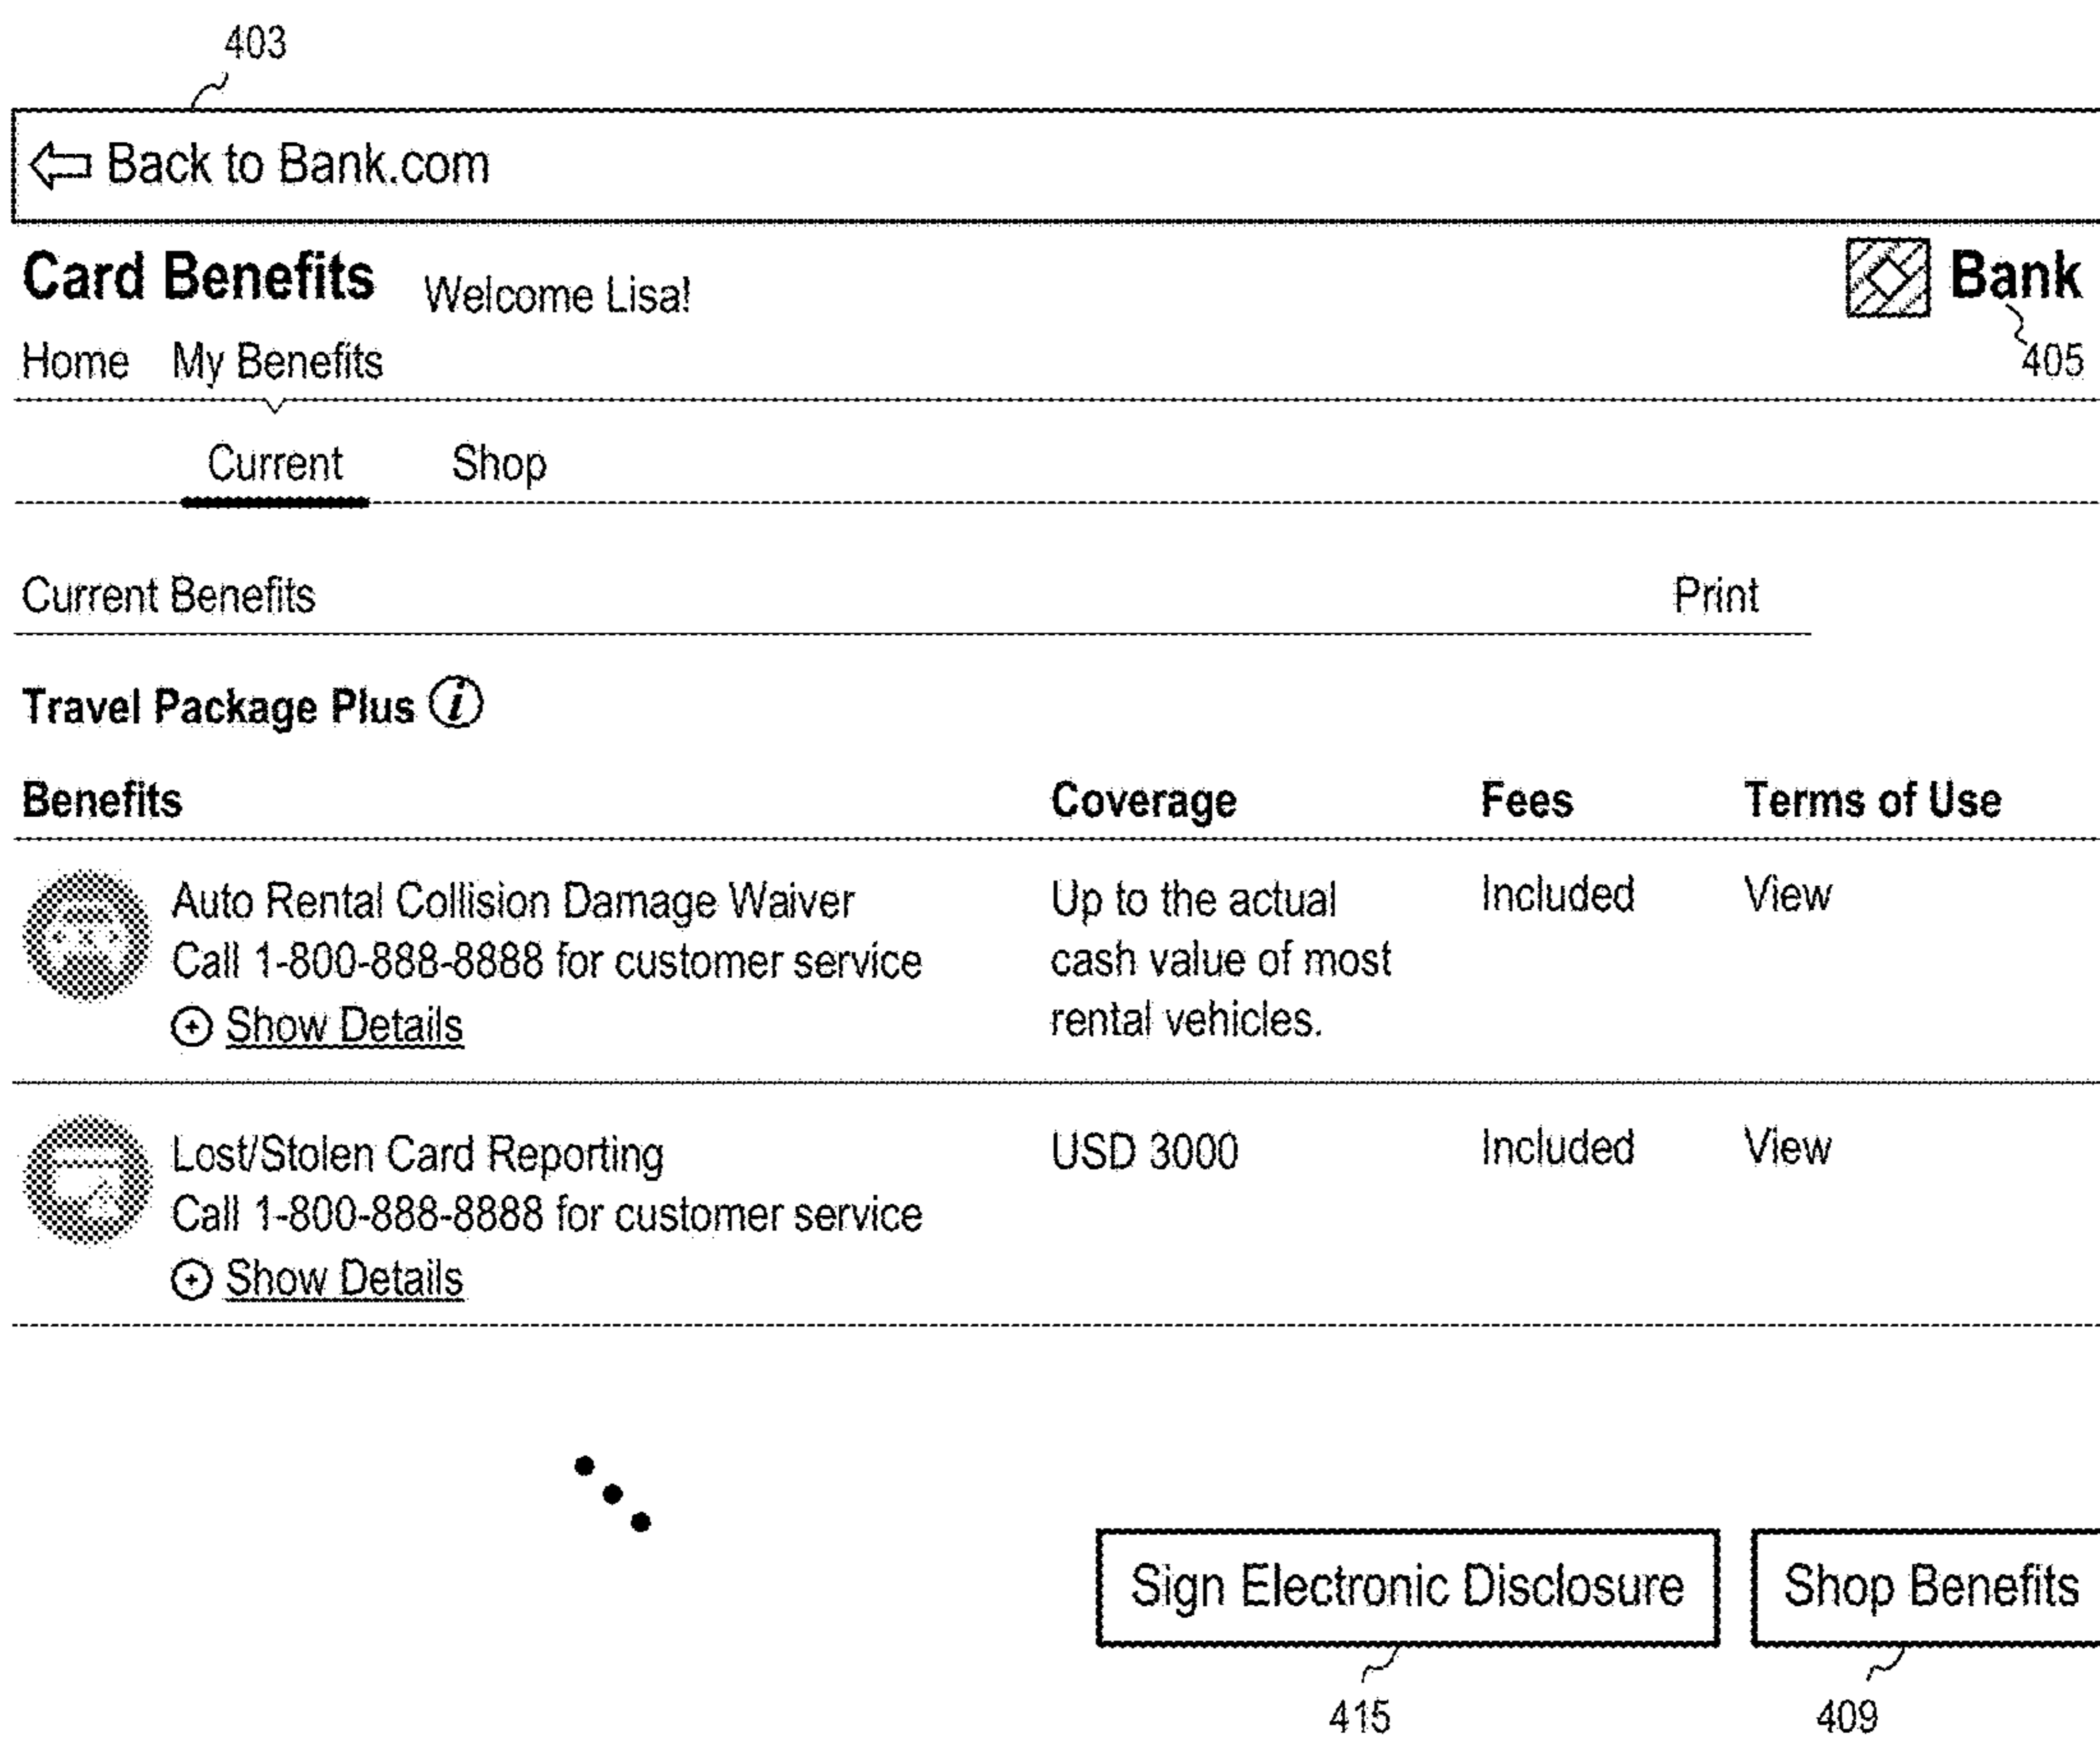 403
Back to Bank.com
Card Benefits Welcome Lisa! Bank
Home My Benefits 405
Current Shop
Current Benefits Print
Travel Package Plus i
Benefits Coverage Fees Terms of Use
Auto Rental Collision Damage Waiver Up to the actual Included View
Call 1-800-888-8888 for customer service cash value of most
Show Details rental vehicles.
Lost/Stolen Card Reporting USD 3000 Included View
Call 1-800-888-8888 for customer service
Show Details
Sign Electronic Disclosure Shop Benefits
415 409